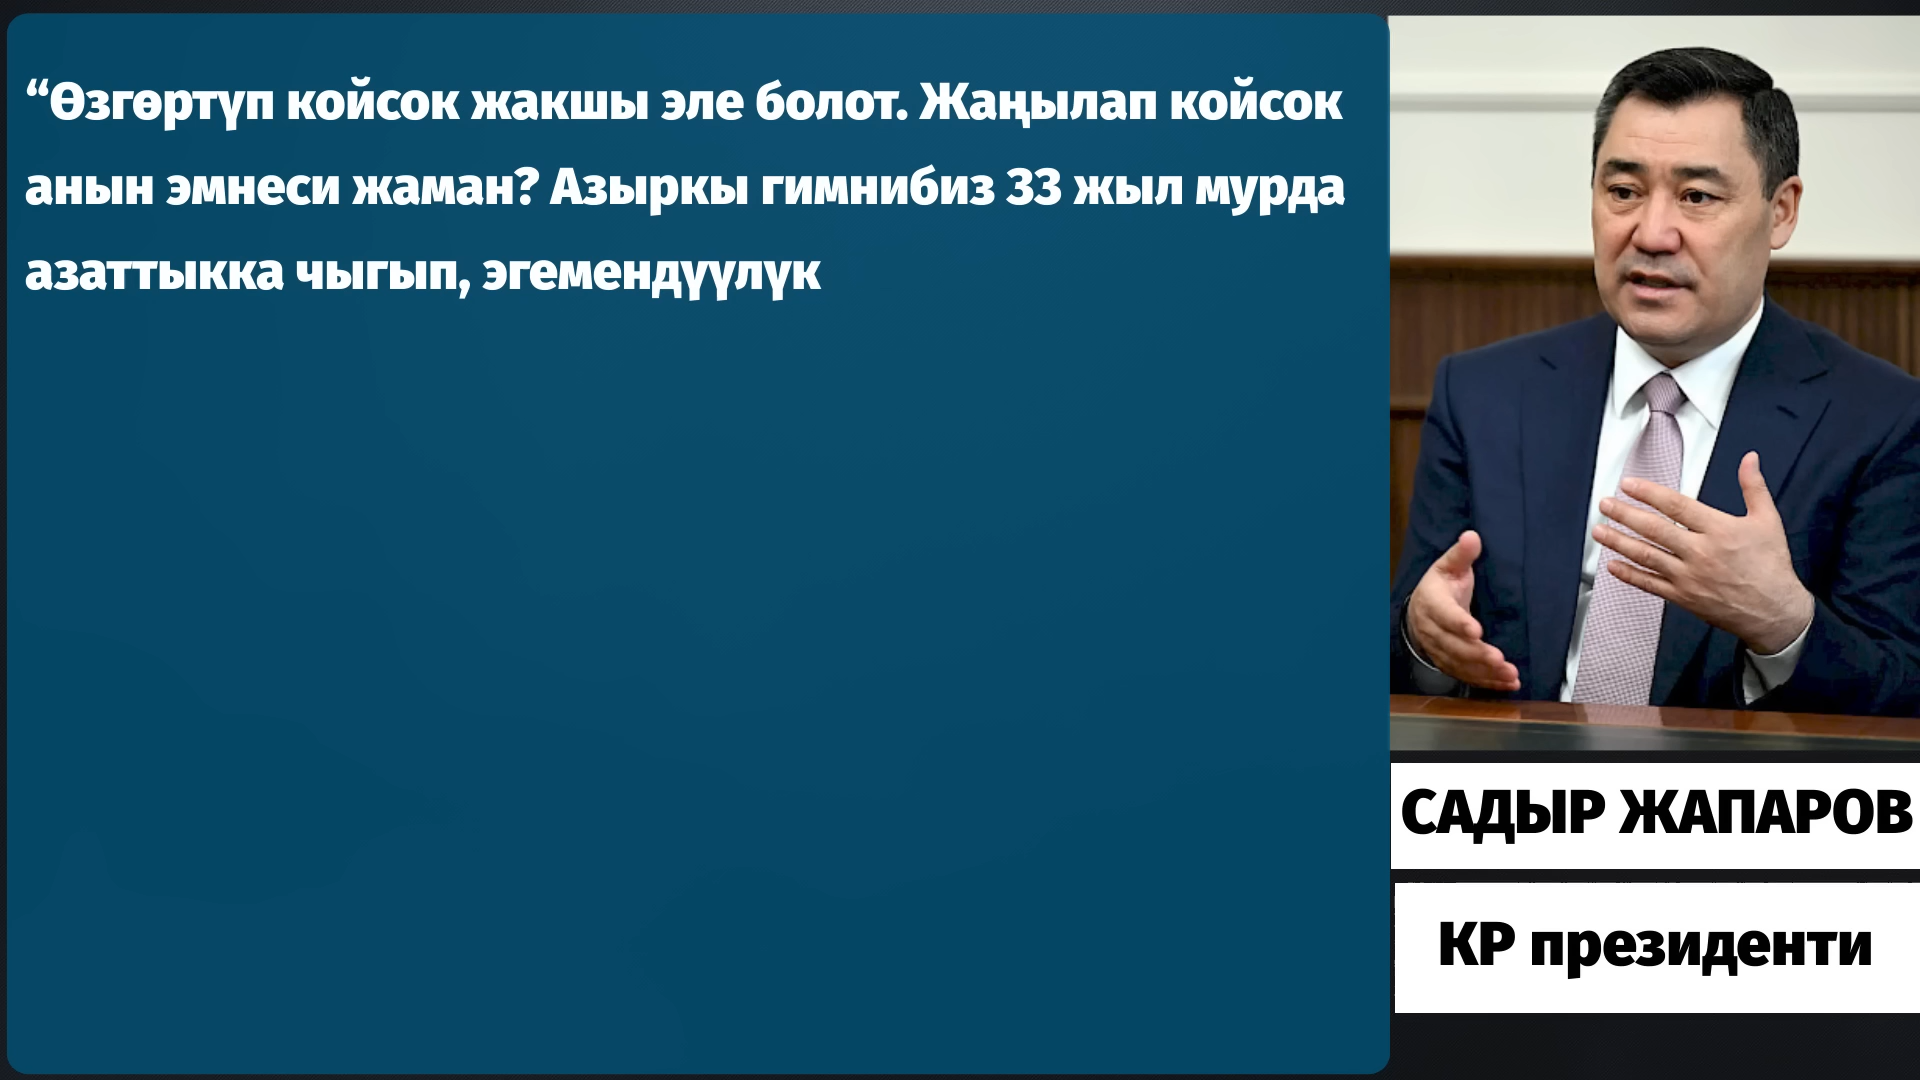 “Өзгөртүп койсок жакшы эле болот. Жаңылап койсок
анын эмнеси жаман? Азыркы гимнибиз 33 жыл мурда
азаттыкка чыгып, эгемендүүлүк
САДЫР ЖАПАРОВ
КР президенти